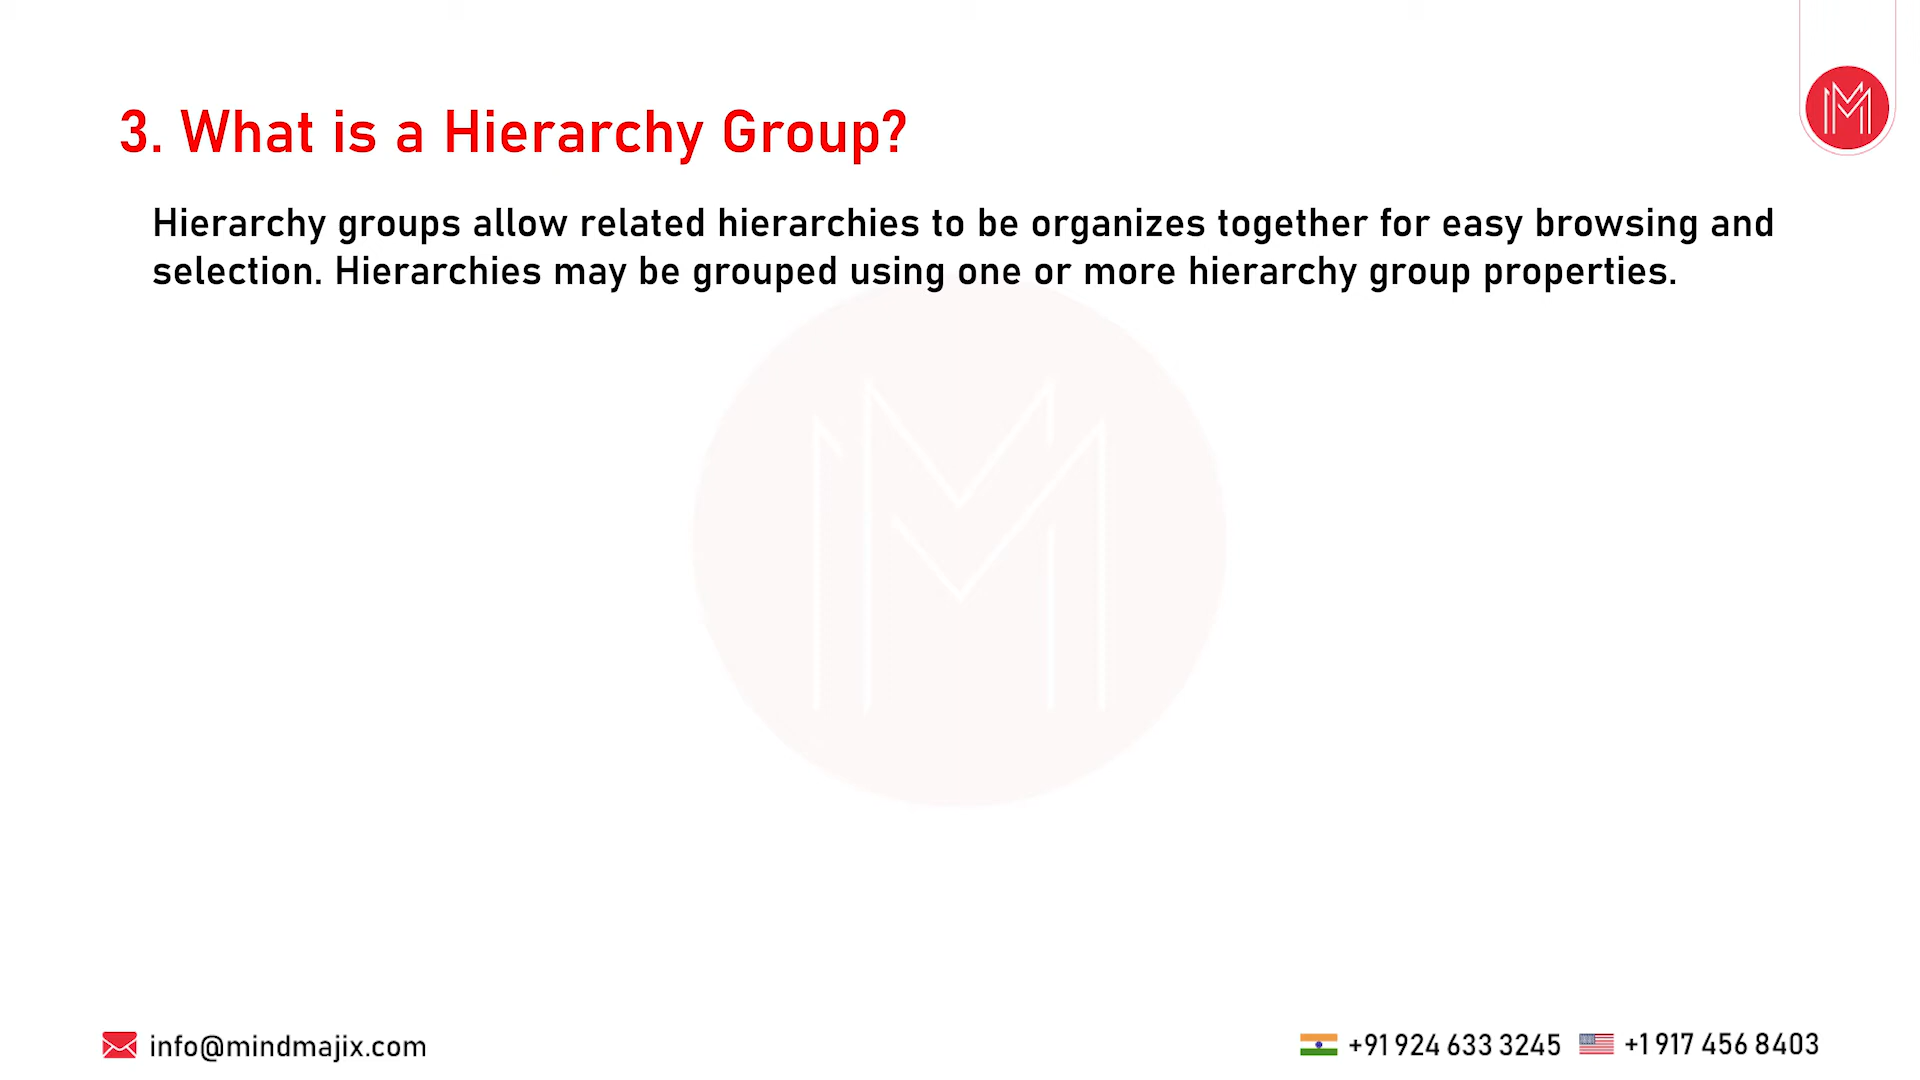 3. What is a Hierarchy Group?
Hierarchy groups allow related hierarchies to be organizes together for easy browsing and
selection. Hierarchies may be grouped using one or more hierarchy group properties.
info@mindmajix.com
+91 924 633 3245
+1 917 456 8403